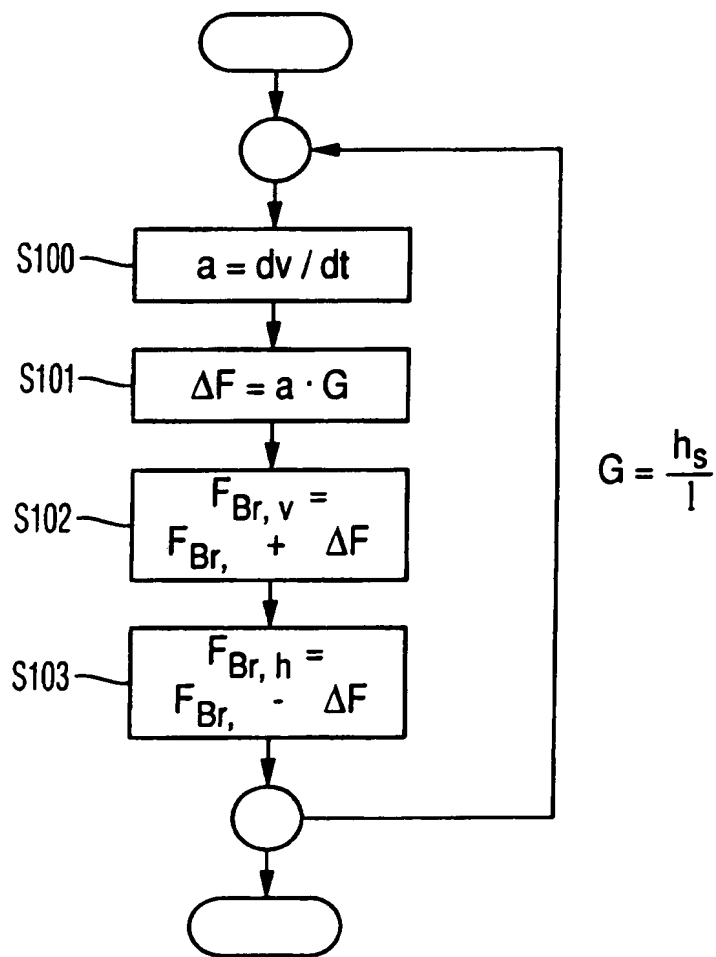 S100
a = dv / dt
S101
ΔF = a · G
S102
F_Br, v =
F_Br, + ΔF
S103
F_Br, h =
F_Br, - ΔF
G = h_s / l